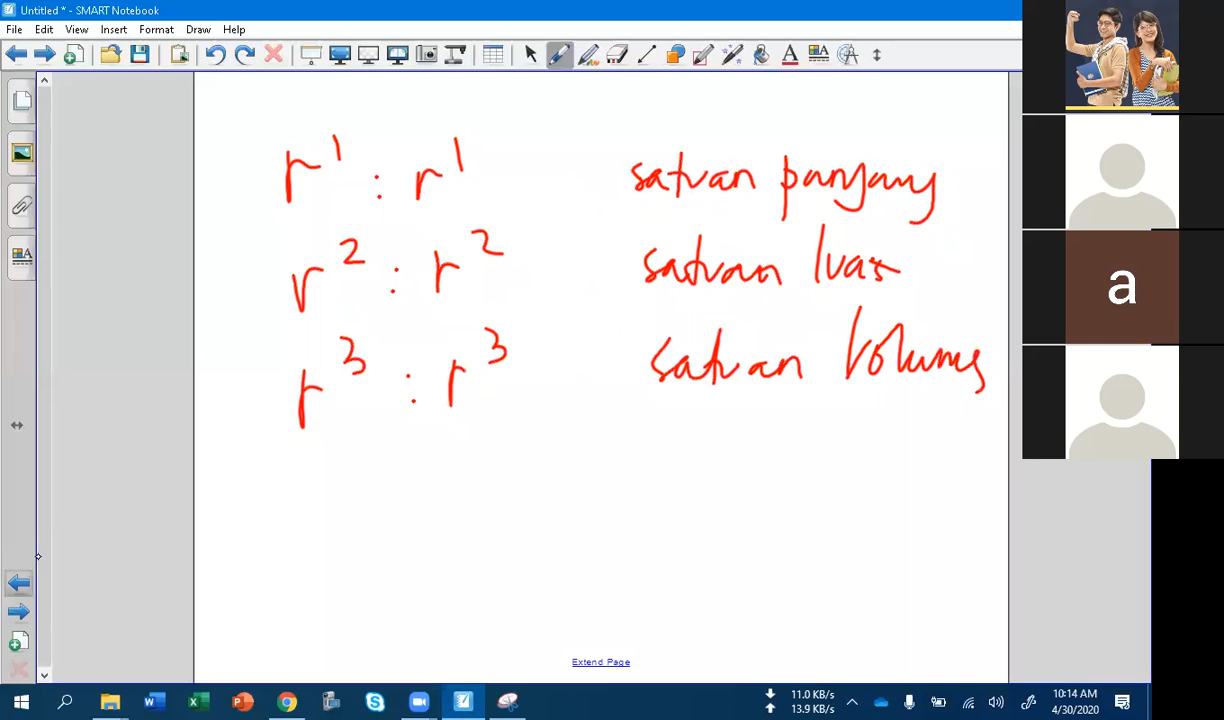 Untitled * - SMART Notebook
File Edit View Insert Format Draw Help
r¹ : r¹ satuan panjang
r² : r² satuan luas
r³ : r³ satuan Volume
a
Extend Page
11.0 KB/s
13.9 KB/s
10:14 AM
4/30/2020